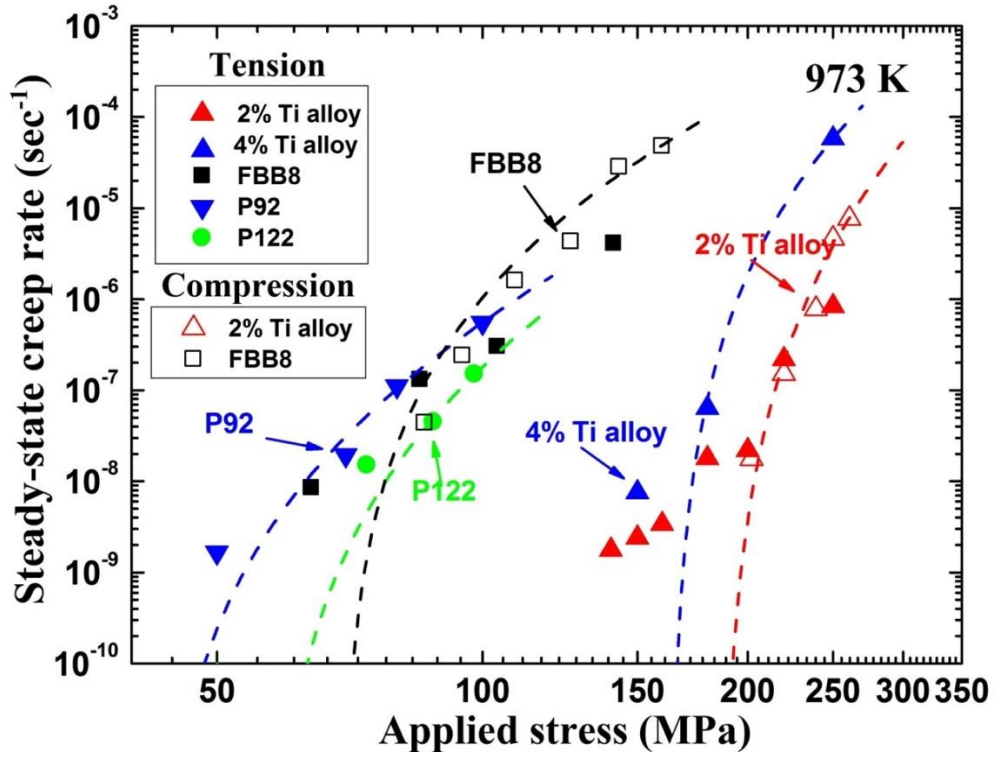 Steady-state creep rate (sec⁻¹)
10⁻³
10⁻⁴
10⁻⁵
10⁻⁶
10⁻⁷
10⁻⁸
10⁻⁹
10⁻¹⁰
Tension
2% Ti alloy
4% Ti alloy
FBB8
P92
P122
Compression
2% Ti alloy
FBB8
973 K
FBB8
2% Ti alloy
P92
4% Ti alloy
P122
50 100 150 200 250 300 350
Applied stress (MPa)